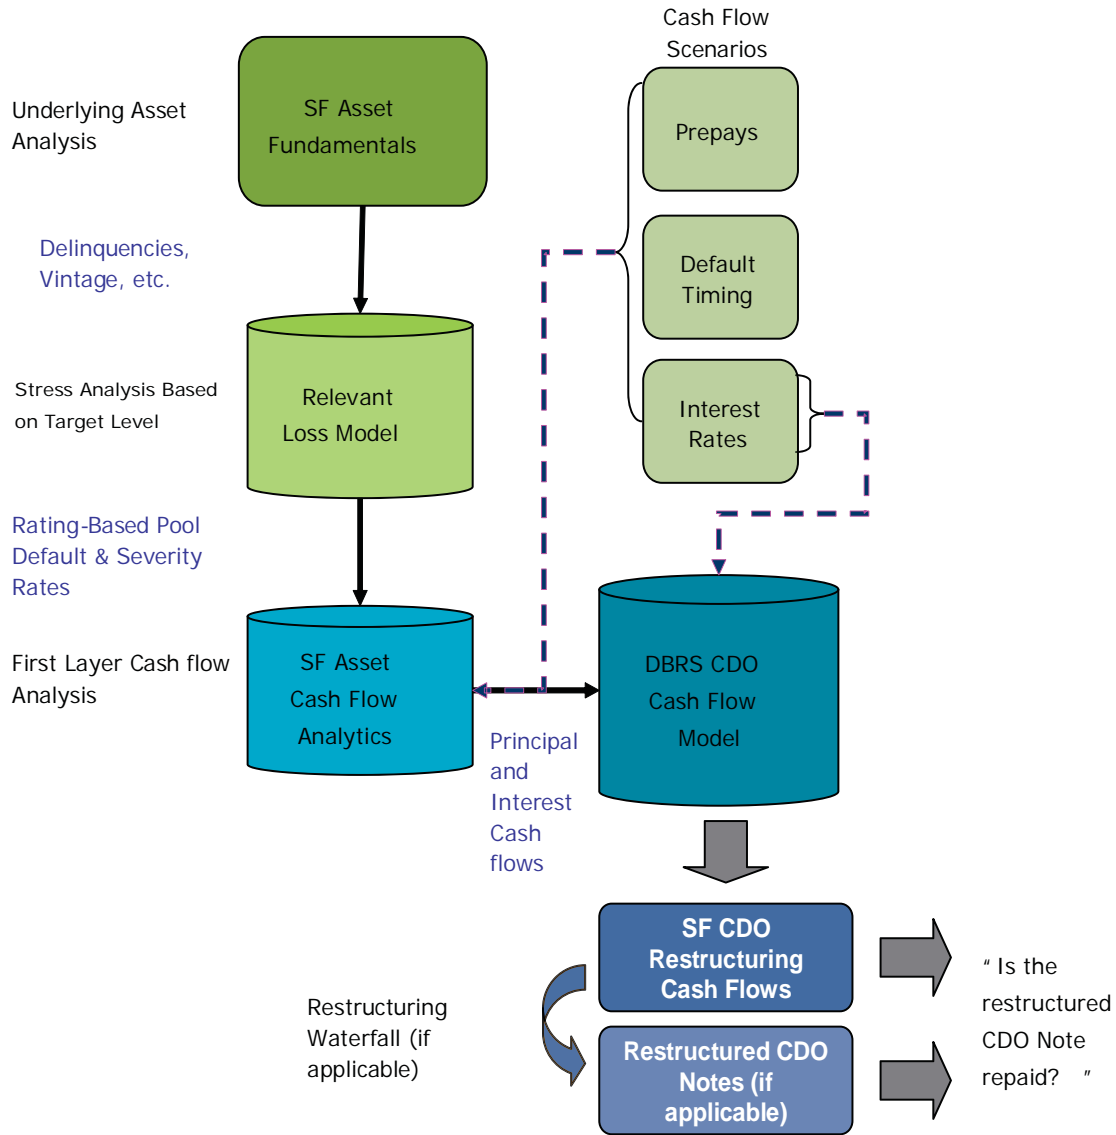 Cash Flow
Scenarios
Underlying Asset
Analysis
SF Asset
Fundamentals
Prepays
Delinquencies,
Vintage, etc.
Default
Timing
Stress Analysis Based
on Target Level
Relevant
Loss Model
Interest
Rates
Rating-Based Pool
Default & Severity
Rates
First Layer Cash flow
Analysis
SF Asset
Cash Flow
Analytics
DBRS CDO
Cash Flow
Model
Principal
and
Interest
Cash
flows
SF CDO
Restructuring
Cash Flows
Restructuring
Waterfall (if
applicable)
Restructured CDO
Notes (if
applicable)
" Is the
restructured
CDO Note
repaid? "